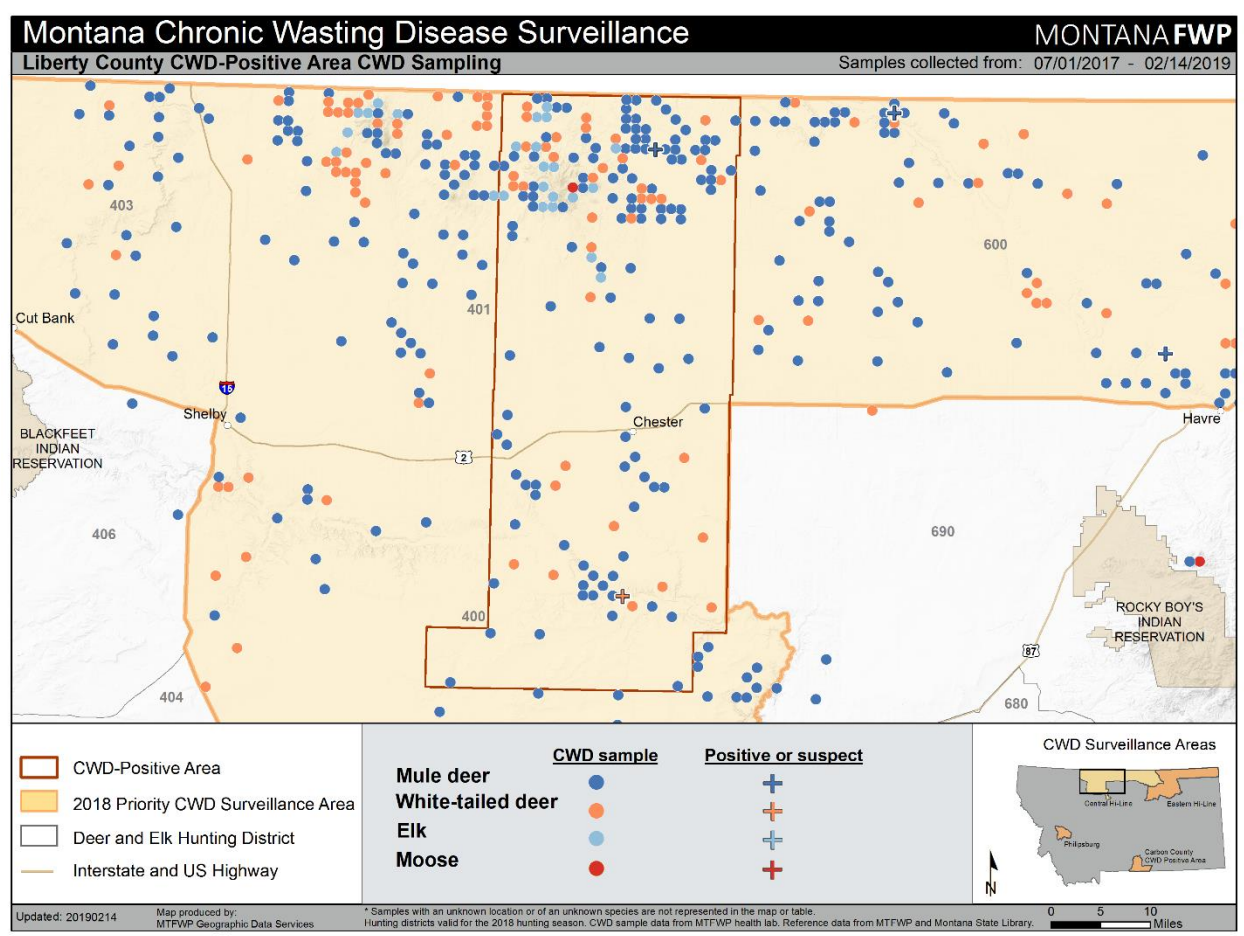 Montana Chronic Wasting Disease Surveillance
MONTANA FWP
Liberty County CWD-Positive Area CWD Sampling
Samples collected from: 07/01/2017 - 02/14/2019
403
600
401
Cut Bank
15
Shelby
Chester
Havre
BLACKFEET
INDIAN
RESERVATION
2
406
690
400
ROCKY BOY'S
INDIAN
RESERVATION
87
404
680
CWD-Positive Area
2018 Priority CWD Surveillance Area
Deer and Elk Hunting District
Interstate and US Highway
CWD sample
Positive or suspect
Mule deer
White-tailed deer
Elk
Moose
CWD Surveillance Areas
Central Hi-Line
Eastern Hi-Line
Philipsburg
Carbon County
CWD Positive Area
N
Updated: 20190214
Map produced by:
MTFWP Geographic Data Services
* Samples with an unknown location or of an unknown species are not represented in the map or table.
Hunting districts valid for the 2018 hunting season. CWD sample data from MTFWP health lab. Reference data from MTFWP and Montana State Library.
0 5 10
Miles